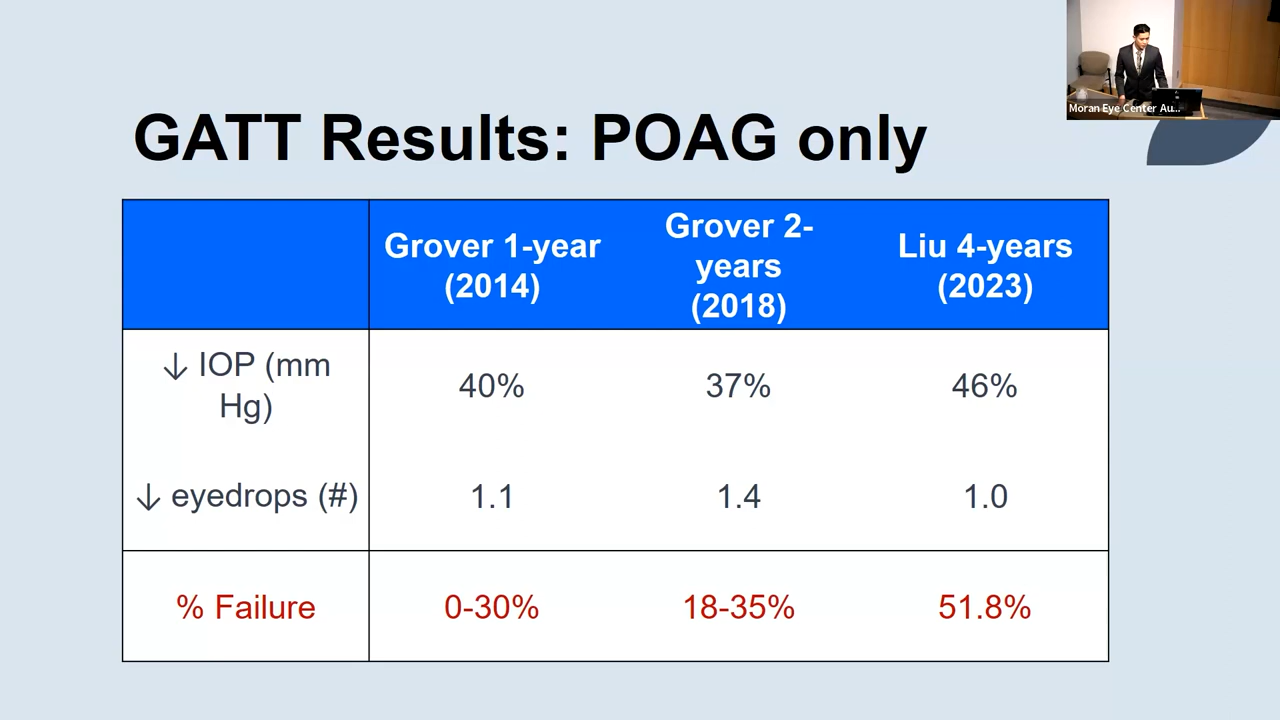 Moran Eye Center Au...
GATT Results: POAG only
Grover 1-year
(2014)
Grover 2-
years
(2018)
Liu 4-years
(2023)
↓ IOP (mm
Hg)
40%
37%
46%
↓ eyedrops (#)
1.1
1.4
1.0
% Failure
0-30%
18-35%
51.8%